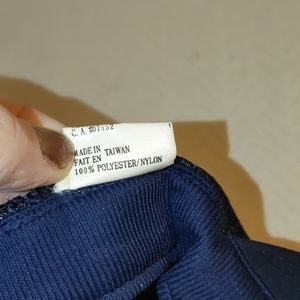 C. A. #07152
MADE IN TAIWAN
FAIT EN
100% POLYESTER/NYLON